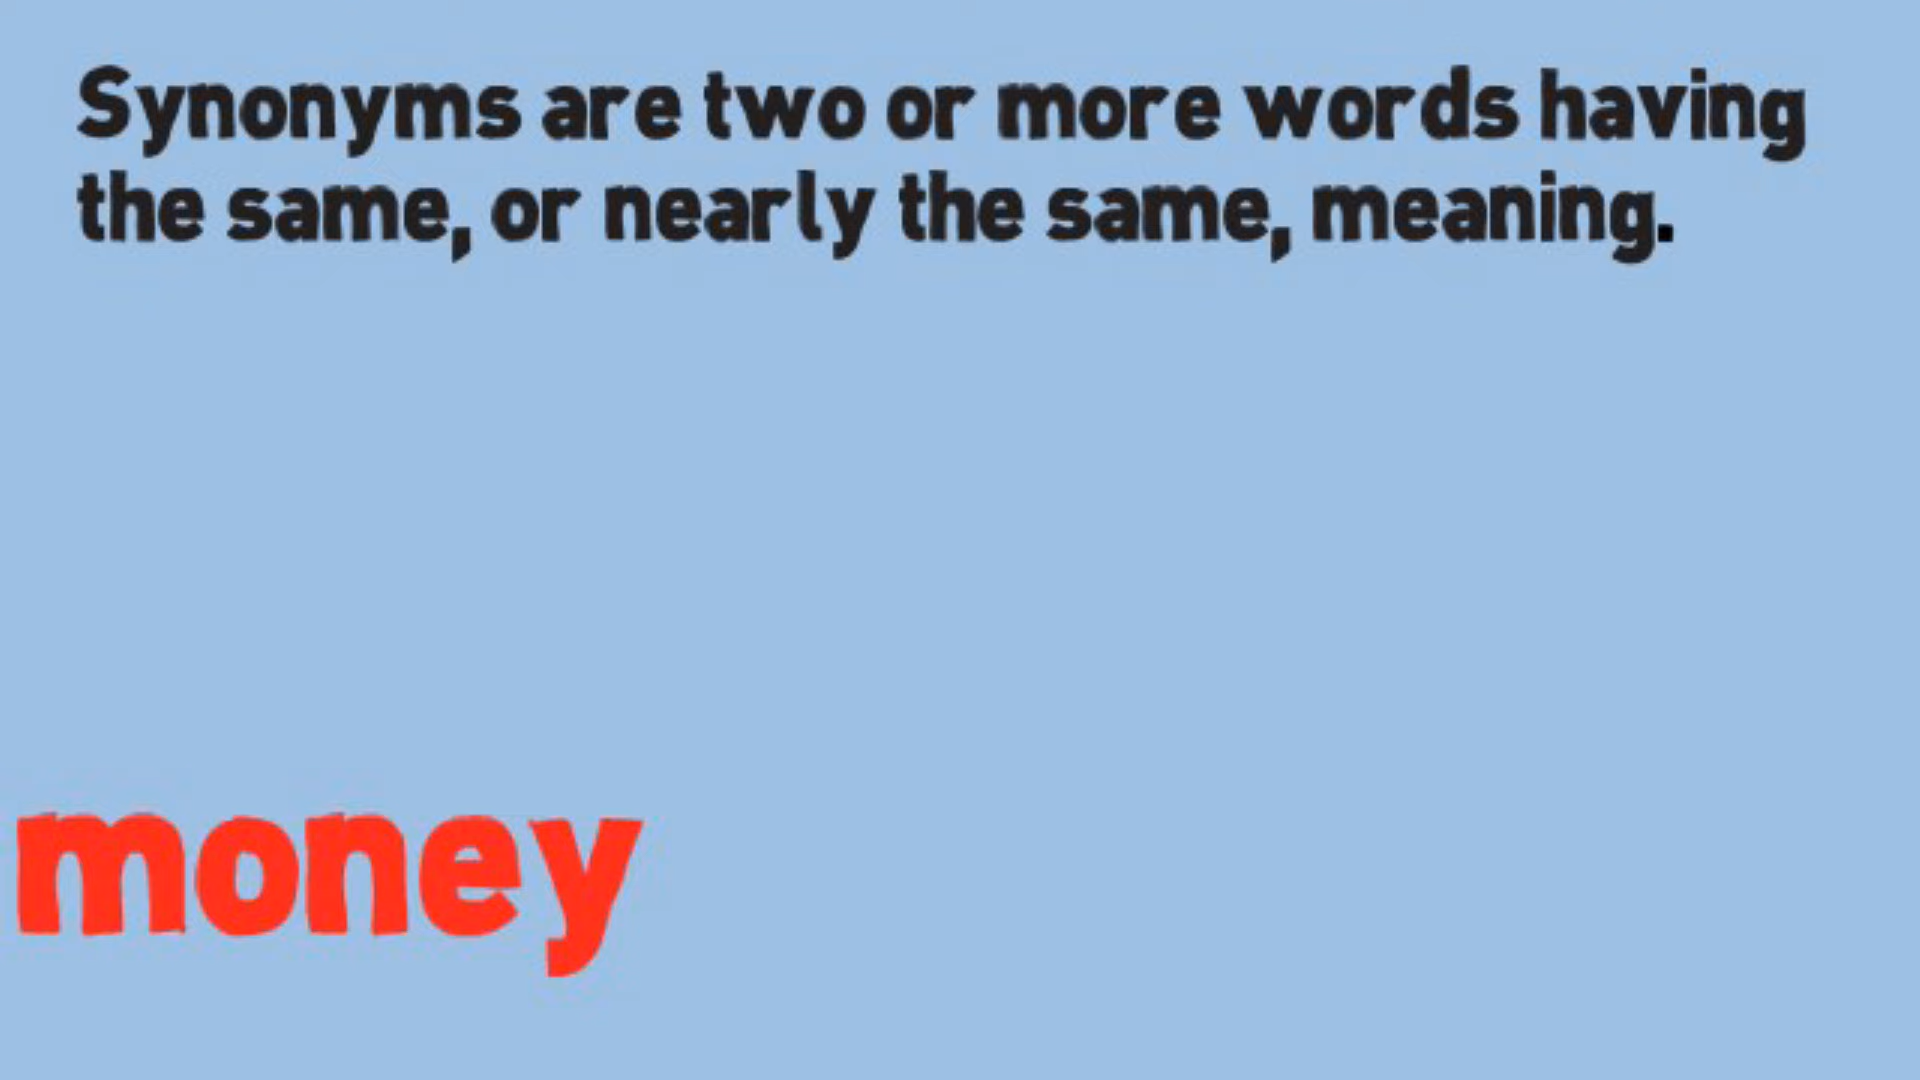 Synonyms are two or more words having
the same, or nearly the same, meaning.
money